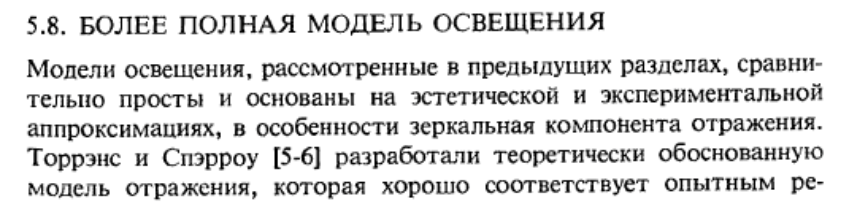 5.8. БОЛЕЕ ПОЛНАЯ МОДЕЛЬ ОСВЕЩЕНИЯ
Модели освещения, рассмотренные в предыдущих разделах, сравни-
тельно просты и основаны на эстетической и экспериментальной
аппроксимациях, в особенности зеркальная компонента отражения.
Торрэнс и Спэрроу [5-6] разработали теоретически обоснованную
модель отражения, которая хорошо соответствует опытным ре-